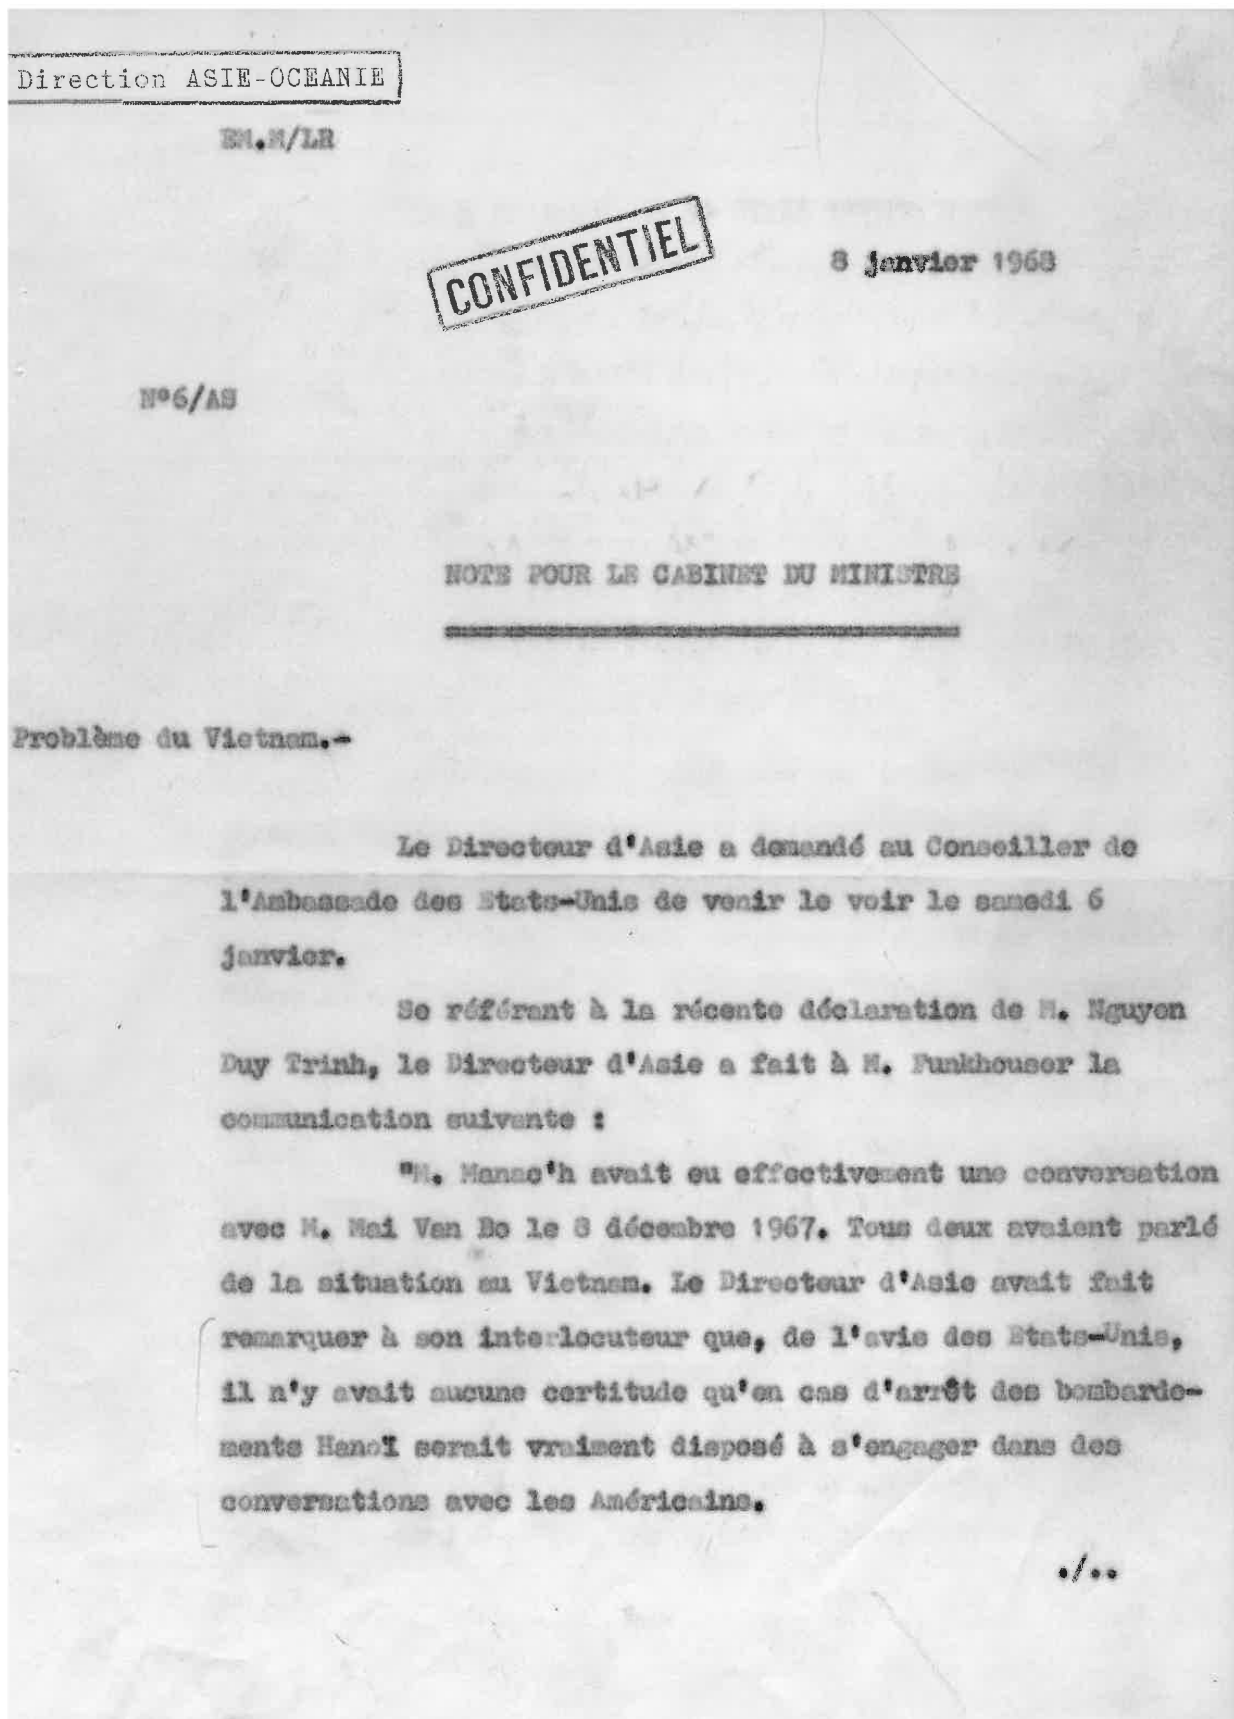 Direction ASIE-OCEANIE
EM.M/LR
CONFIDENTIEL
8 janvier 1968
N°6/AS
NOTE POUR LE CABINET DU MINISTRE
Problème du Vietnam.-
Le Directeur d'Asie a demandé au Conseiller de
l'Ambassade des Etats-Unis de venir le voir le samedi 6
janvier.
Se référant à la récente déclaration de M. Nguyen
Duy Trinh, le Directeur d'Asie a fait à M. Funkhouser la
communication suivante :
"M. Manac'h avait eu effectivement une conversation
avec M. Mai Van Bo le 8 décembre 1967. Tous deux avaient parlé
de la situation au Vietnam. Le Directeur d'Asie avait fait
remarquer à son interlocuteur que, de l'avis des Etats-Unis,
il n'y avait aucune certitude qu'en cas d'arrêt des bombarde-
ments Hanoï serait vraiment disposé à s'engager dans des
conversations avec les Américains.
./..